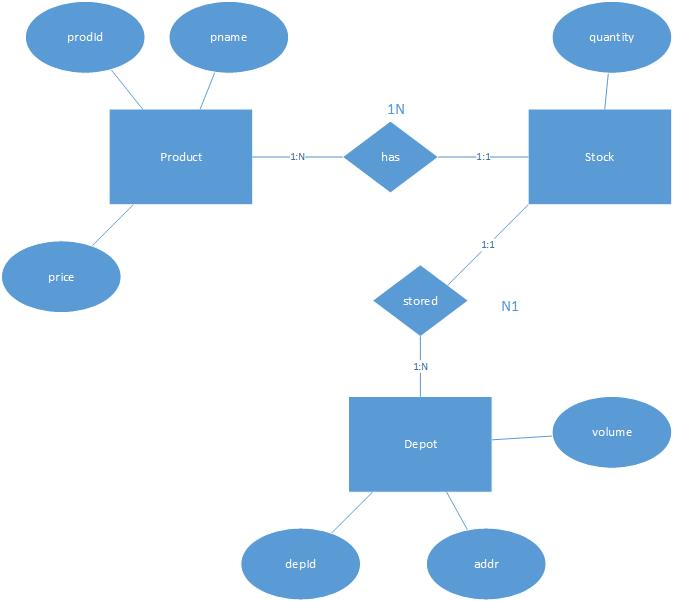 prodId
pname
quantity
1N
Product
1:N
has
1:1
Stock
1:1
price
stored
N1
1:N
Depot
volume
depId
addr